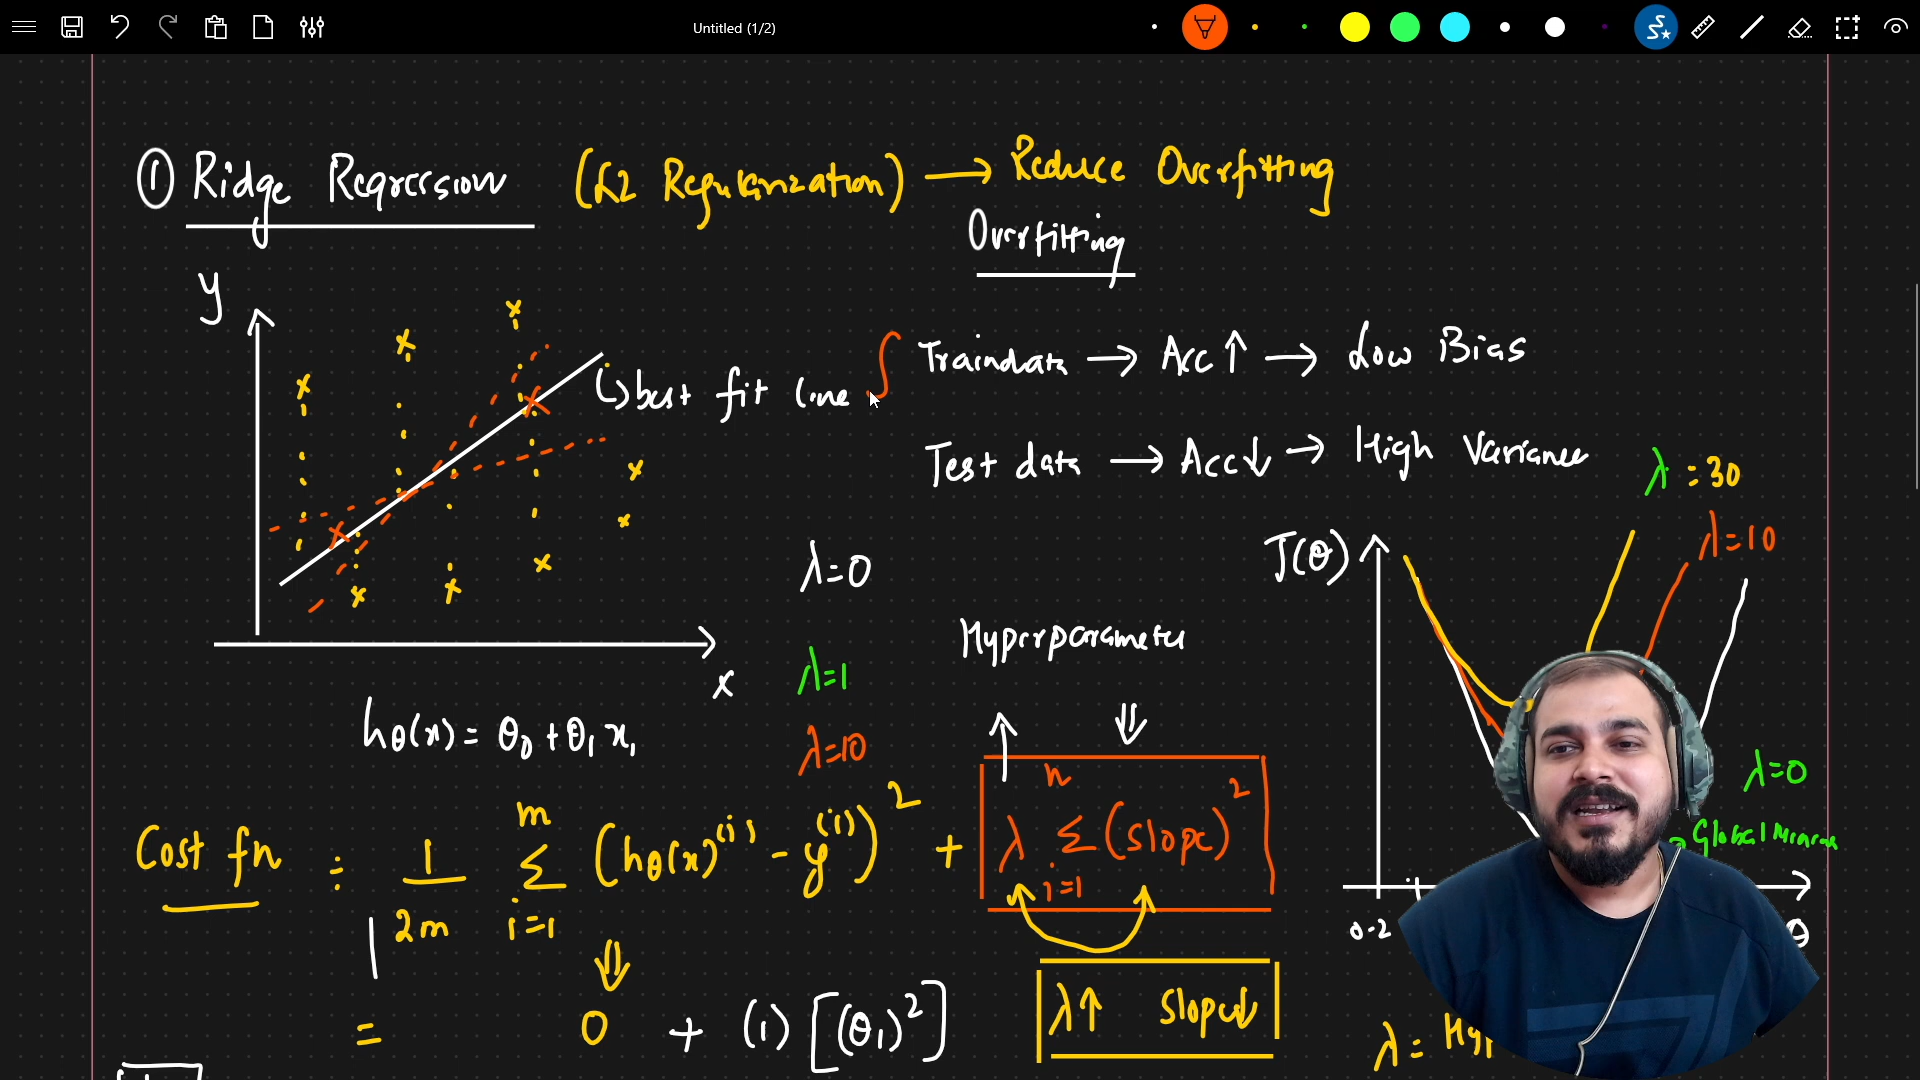 Untitled (1/2)
① Ridge Regression (L2 Regularization) → Reduce Overfitting
Overfitting
y
best fit line
Traindata → Acc ↑ → Low Bias
Test data → Acc ↓ → High Variance
λ = 30
λ = 10
J(θ)
λ = 0
Hyperparameter
λ = 1
x
hθ(x) = θ0 + θ1 x1
λ = 10
λ = 0
Cost fn = 1/2m m Σ i=1 (hθ(x)^(i) - y^(i))^2 + λ n Σ i=1 (slope)^2
Global Minima
0.2
θ
= 0 + (1) [(θ1)^2]
λ↑ slope↓
λ =